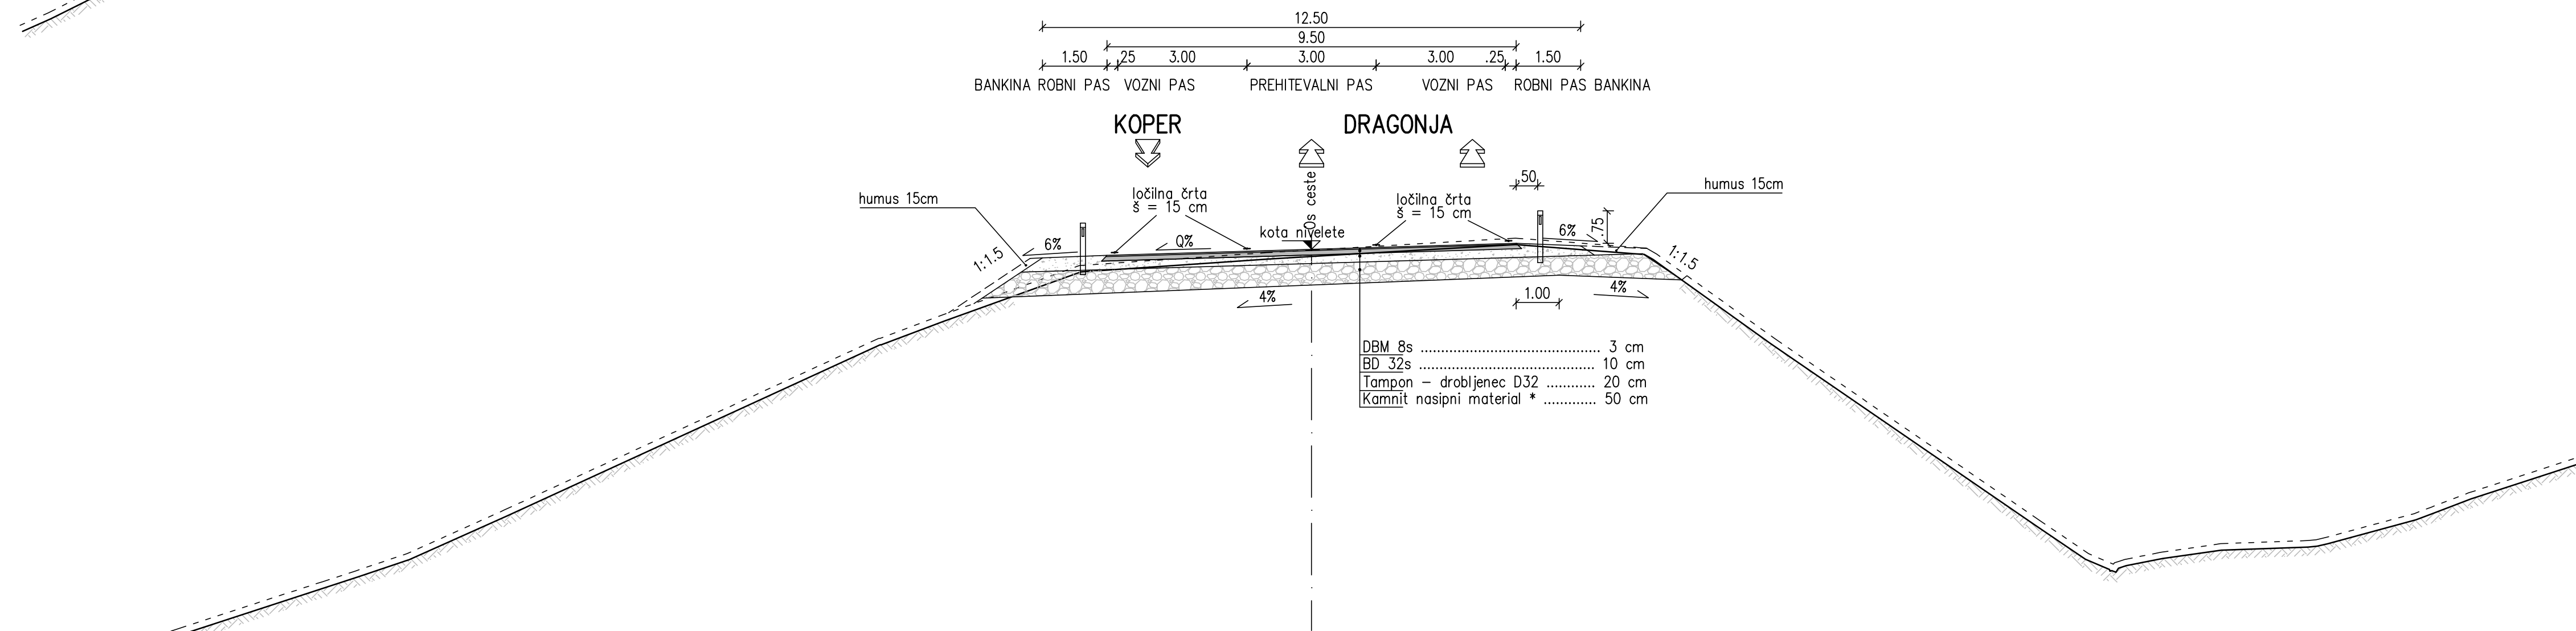 12.50
9.50
1.50 .25 3.00 3.00 3.00 .25 1.50
BANKINA ROBNI PAS VOZNI PAS PREHITEVALNI PAS VOZNI PAS ROBNI PAS BANKINA
KOPER DRAGONJA
Os ceste
.50
humus 15cm
ločilna črta
š = 15 cm
ločilna črta
š = 15 cm
humus 15cm
kota nivelete
.75
1:1.5
6%
Q%
6%
1:1.5
4%
1.00
4%
DBM 8s .......................................... 3 cm
BD 32s ......................................... 10 cm
Tampon – drobljenec D32 ............ 20 cm
Kamnit nasipni material * ............. 50 cm